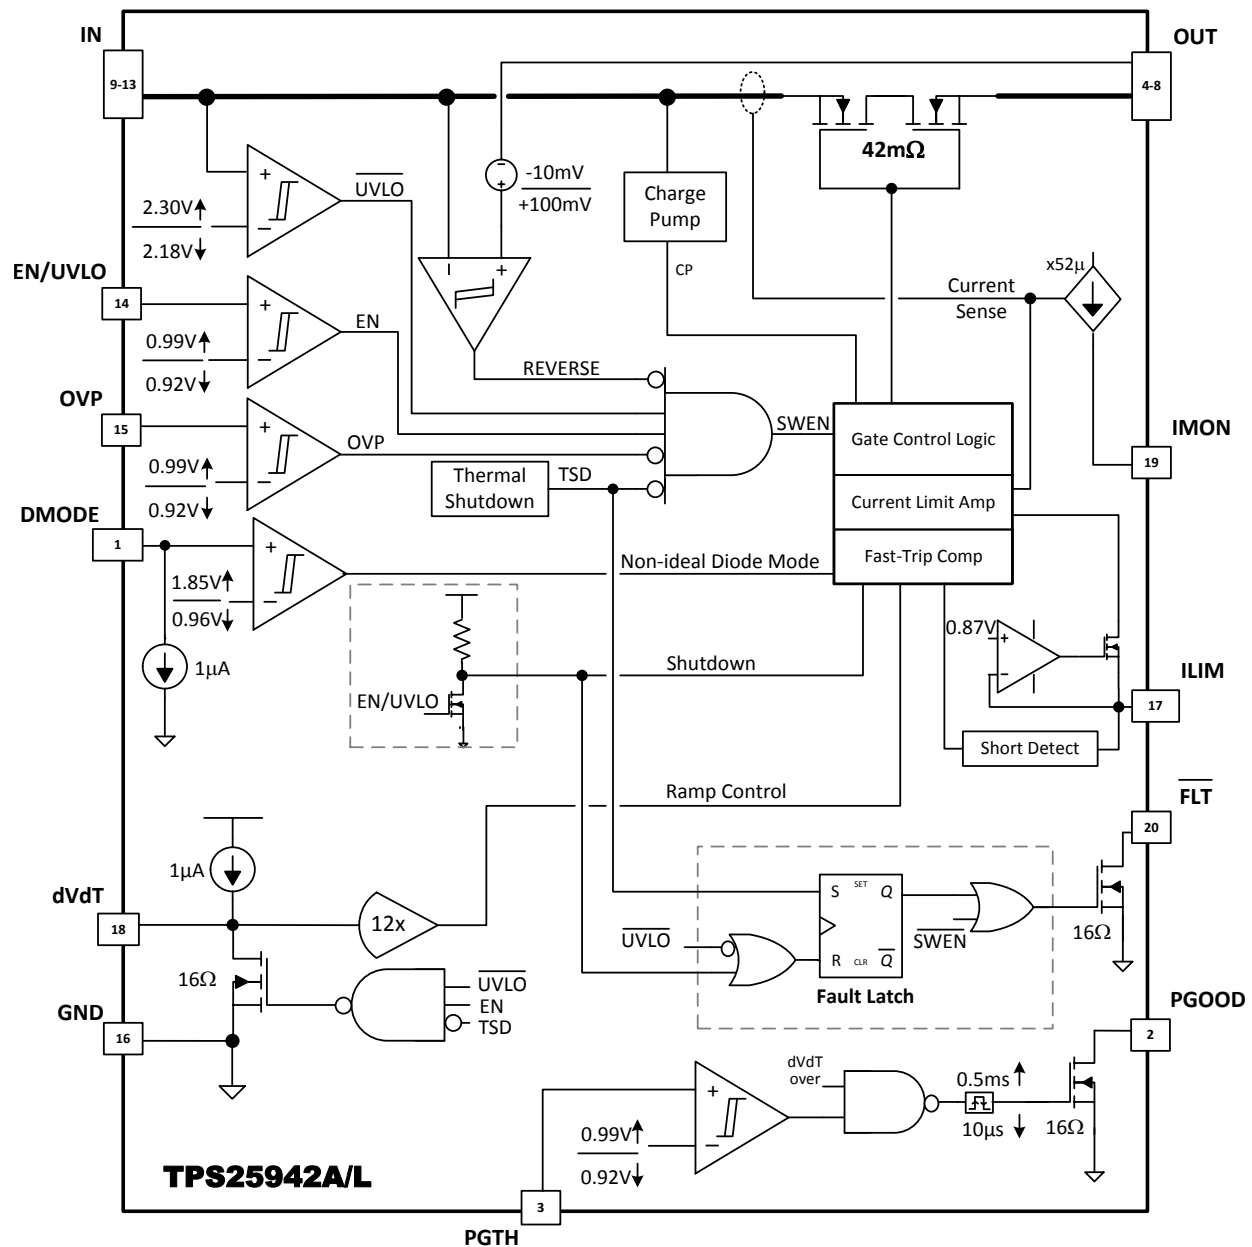 IN
OUT
9-13
4-8
42mΩ
+
UVLO
-10mV
+100mV
Charge
Pump
2.30V
2.18V
CP
x52µ
Current
Sense
EN/UVLO
14
+
EN
0.99V
0.92V
REVERSE
OVP
15
+
OVP
0.99V
0.92V
Thermal
Shutdown
TSD
SWEN
Gate Control Logic
Current Limit Amp
Fast-Trip Comp
IMON
19
DMODE
1
+
1.85V
0.96V
Non-ideal Diode Mode
1µA
EN/UVLO
Shutdown
0.87V
+
ILIM
17
Short Detect
Ramp Control
FLT
20
1µA
dVdT
18
12x
16Ω
UVLO
EN
TSD
GND
16
S
SET
Q
R
CLR
Q
UVLO
SWEN
Fault Latch
16Ω
PGOOD
2
dVdT
over
0.5ms
10µs
16Ω
+
0.99V
0.92V
TPS25942A/L
3
PGTH